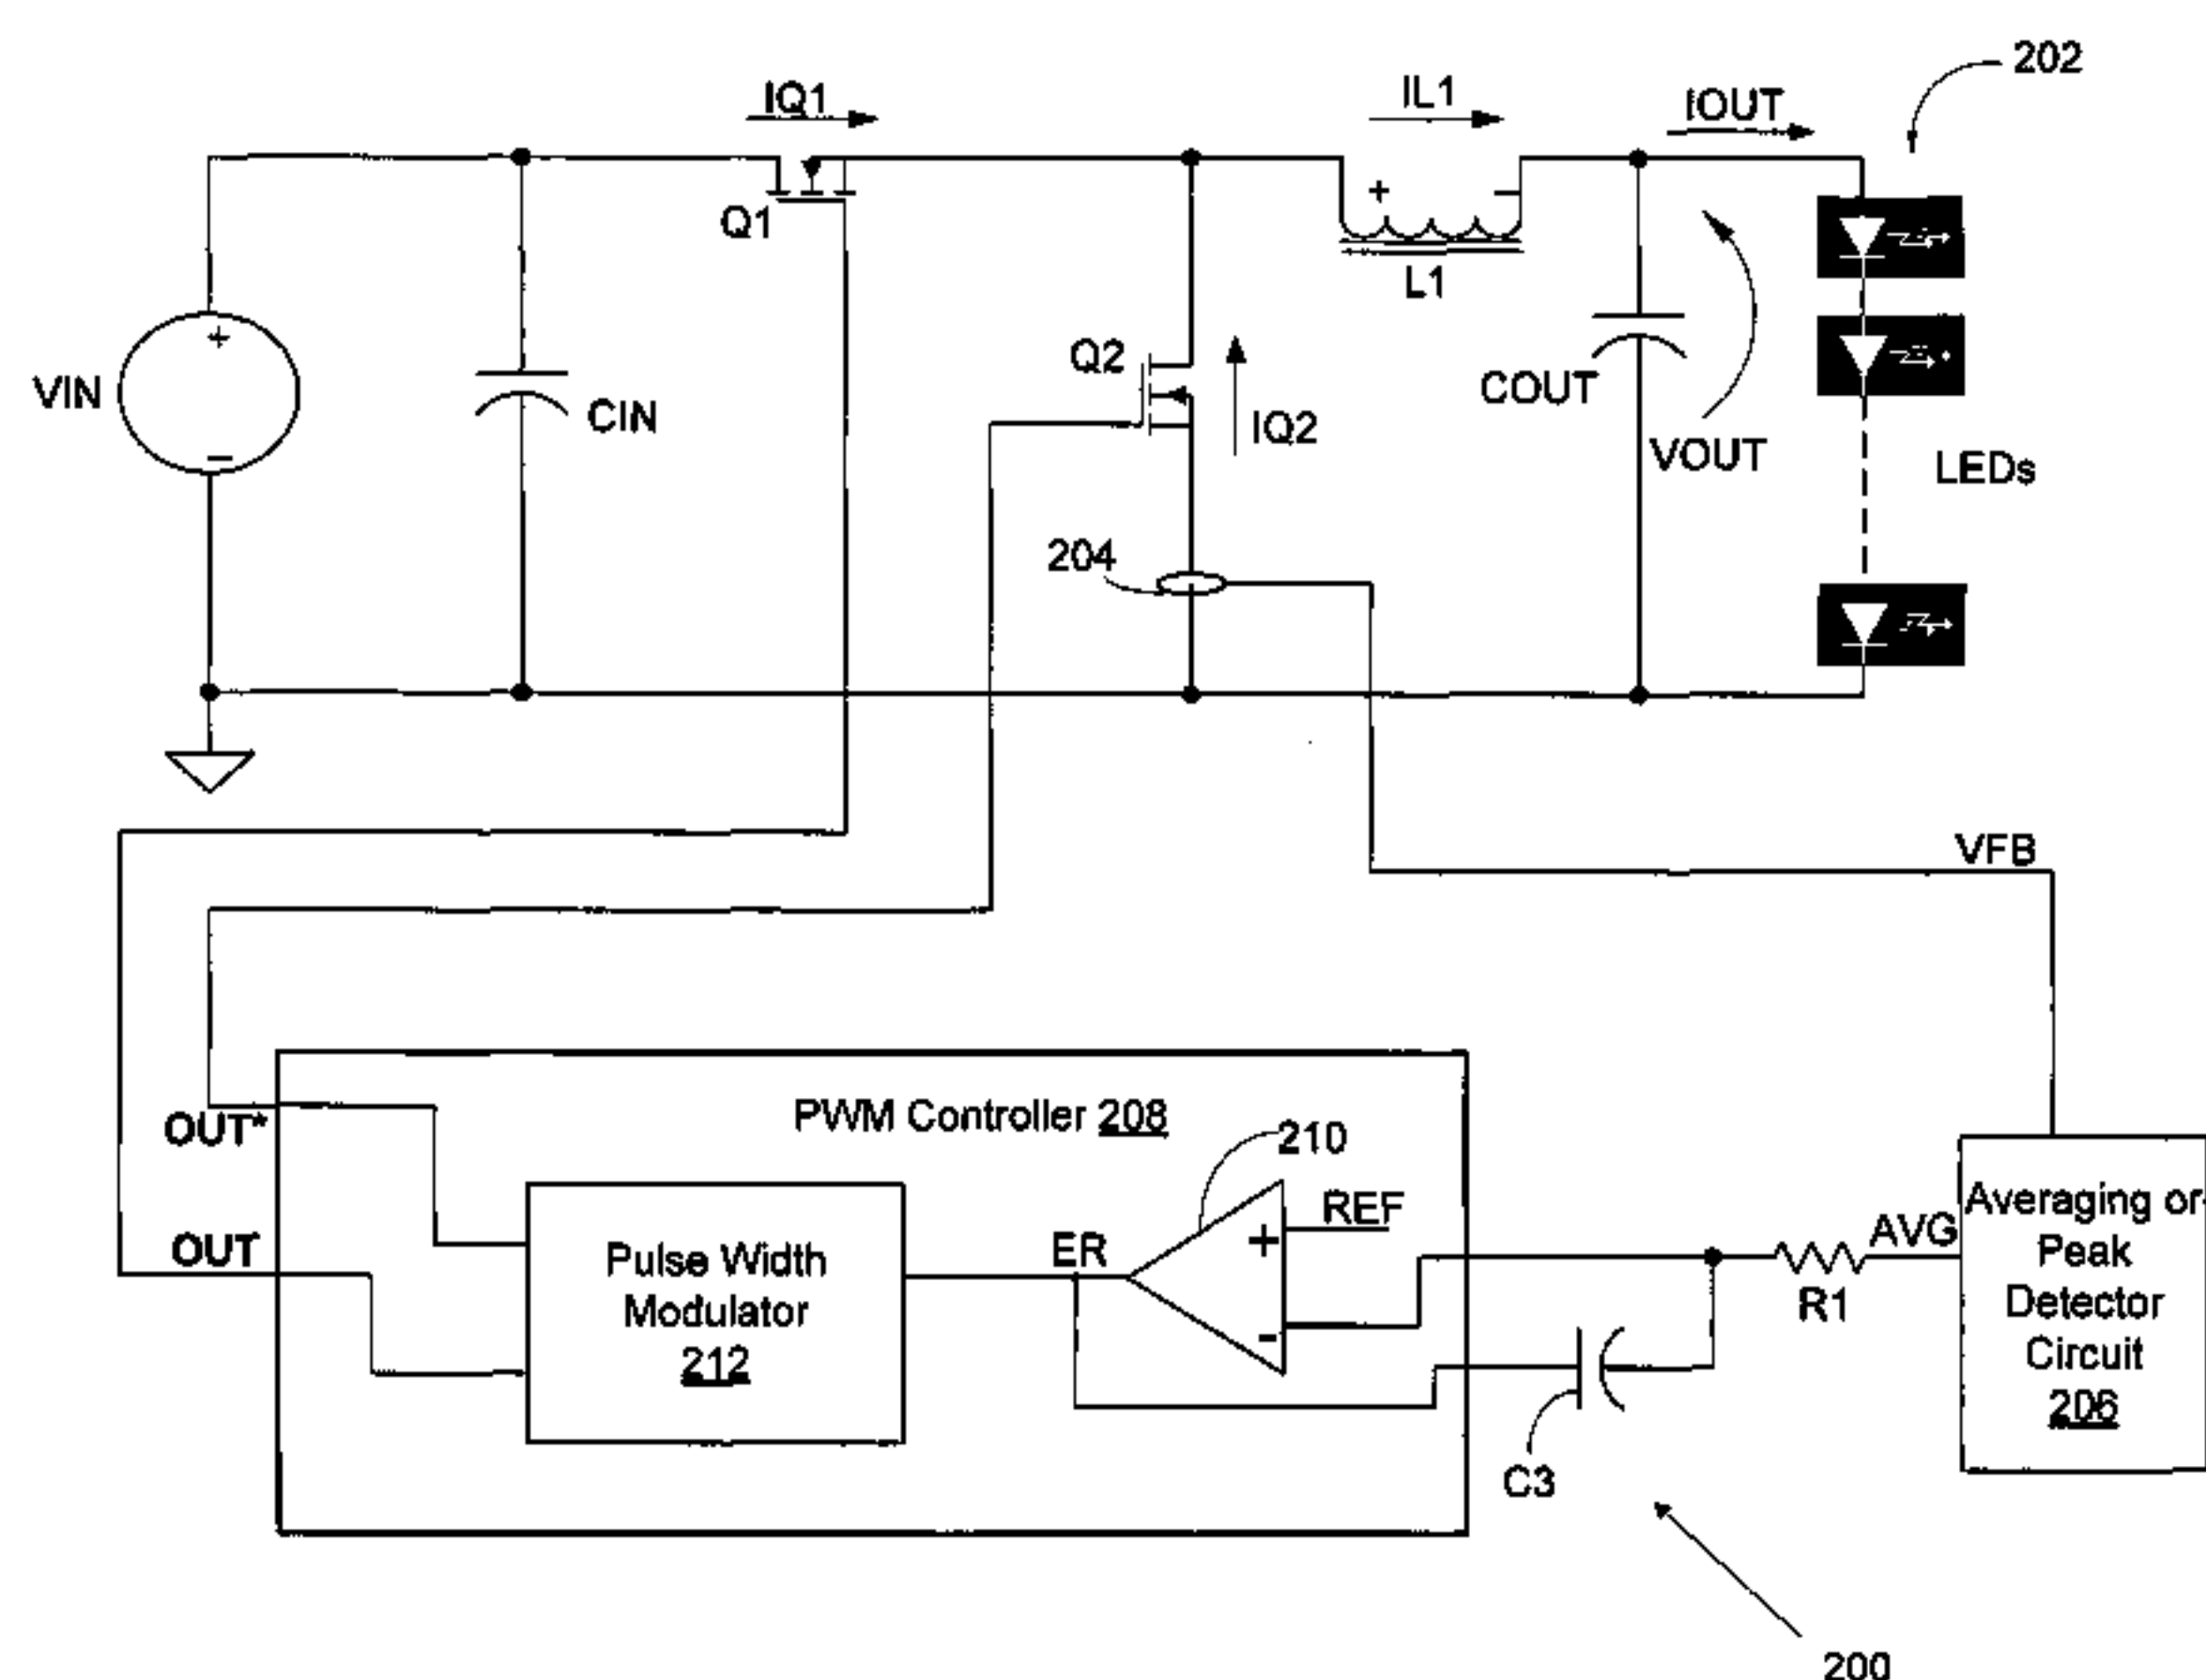 202
IQ1
IL1
IOUT
Q1
+
−
L1
+
VIN
−
CIN
Q2
IQ2
COUT
VOUT
LEDs
204
VFB
OUT*
PWM Controller 208
210
REF
+
ER
-
OUT
Pulse Width
Modulator
212
AVG
R1
Averaging or
Peak
Detector
Circuit
206
C3
200